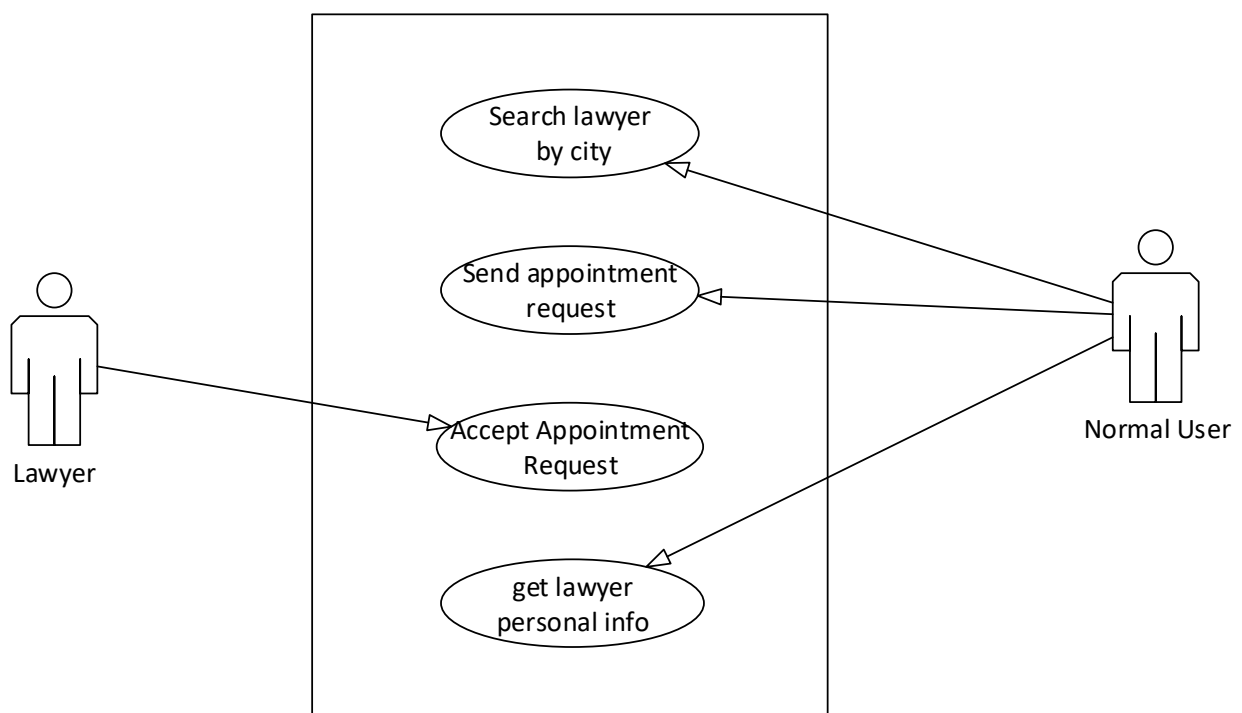 Search lawyer
by city
Send appointment
request
Accept Appointment
Request
get lawyer
personal info
Lawyer
Normal User